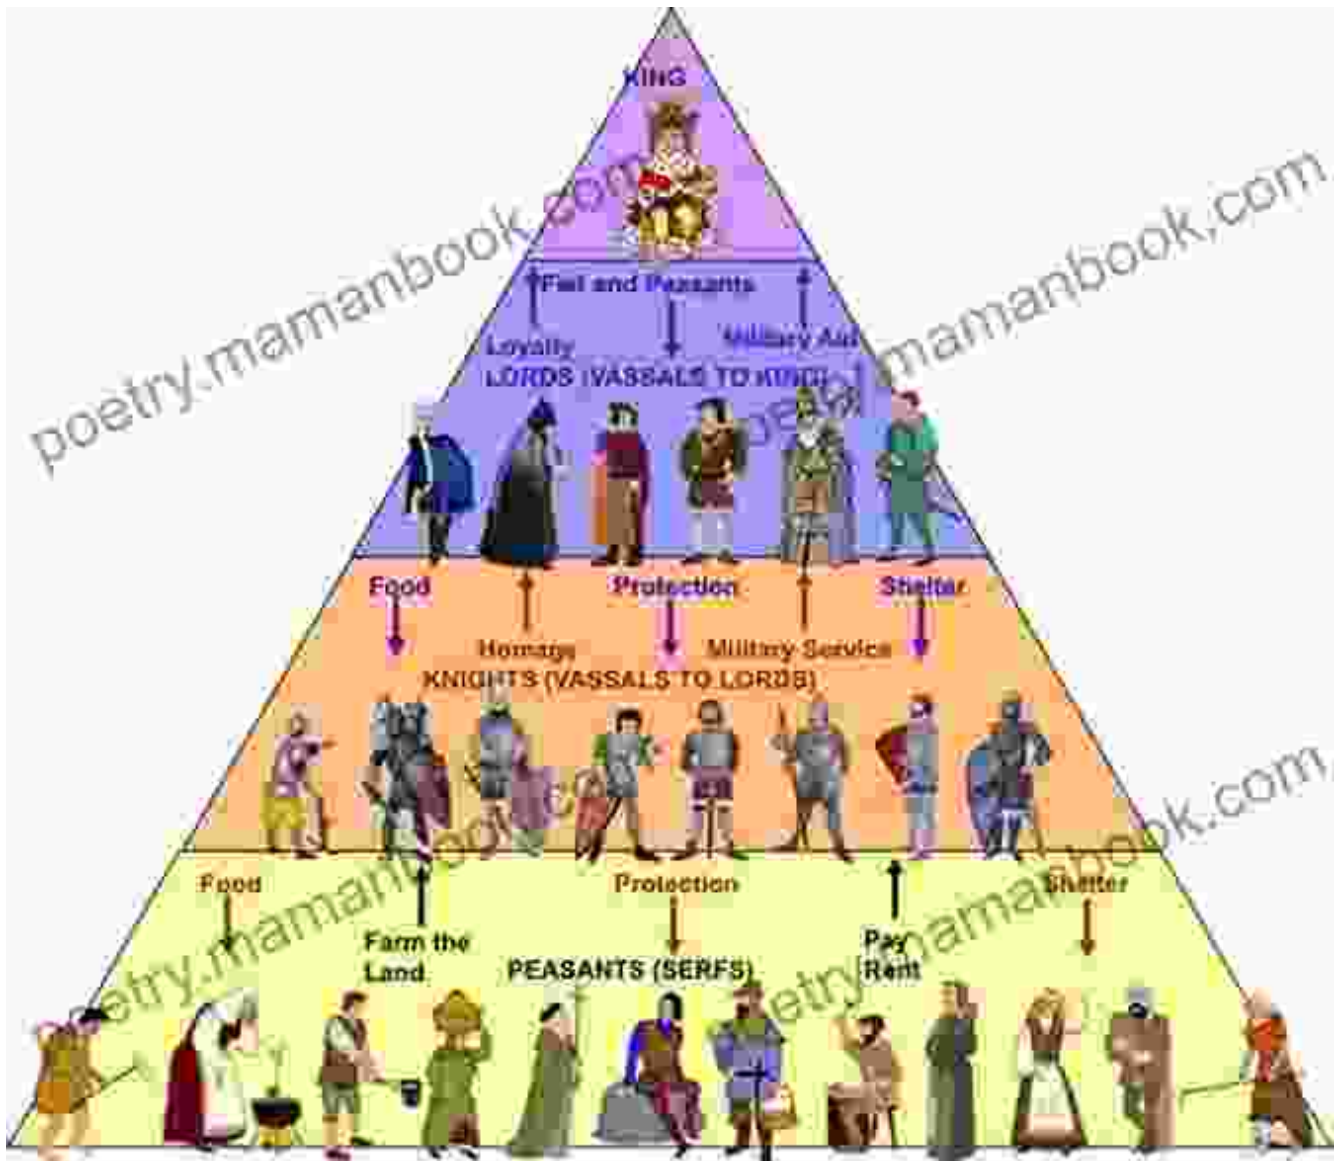 KING
Fief and Peasants
Loyalty
Military Aid
LORDS (VASSALS TO KING)
Food
Protection
Shelter
Homage
Military Service
KNIGHTS (VASSALS TO LORDS)
Food
Protection
Shelter
Farm the
Land
Pay
Rent
PEASANTS (SERFS)
poetry.mamanbook.com
poetry.mamanbook.com
poetry.mamanbook.com
poetry.mamanbook.com